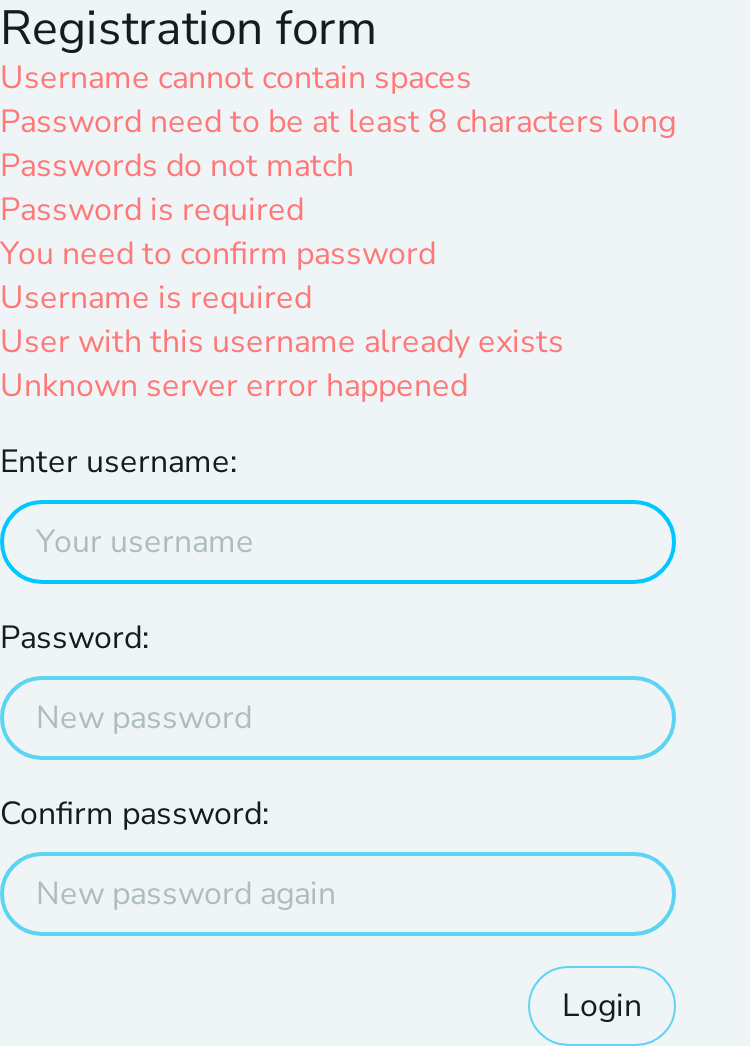 Registration form
Username cannot contain spaces
Password need to be at least 8 characters long
Passwords do not match
Password is required
You need to confirm password
Username is required
User with this username already exists
Unknown server error happened
Enter username:
Your username
Password:
New password
Confirm password:
New password again
Login